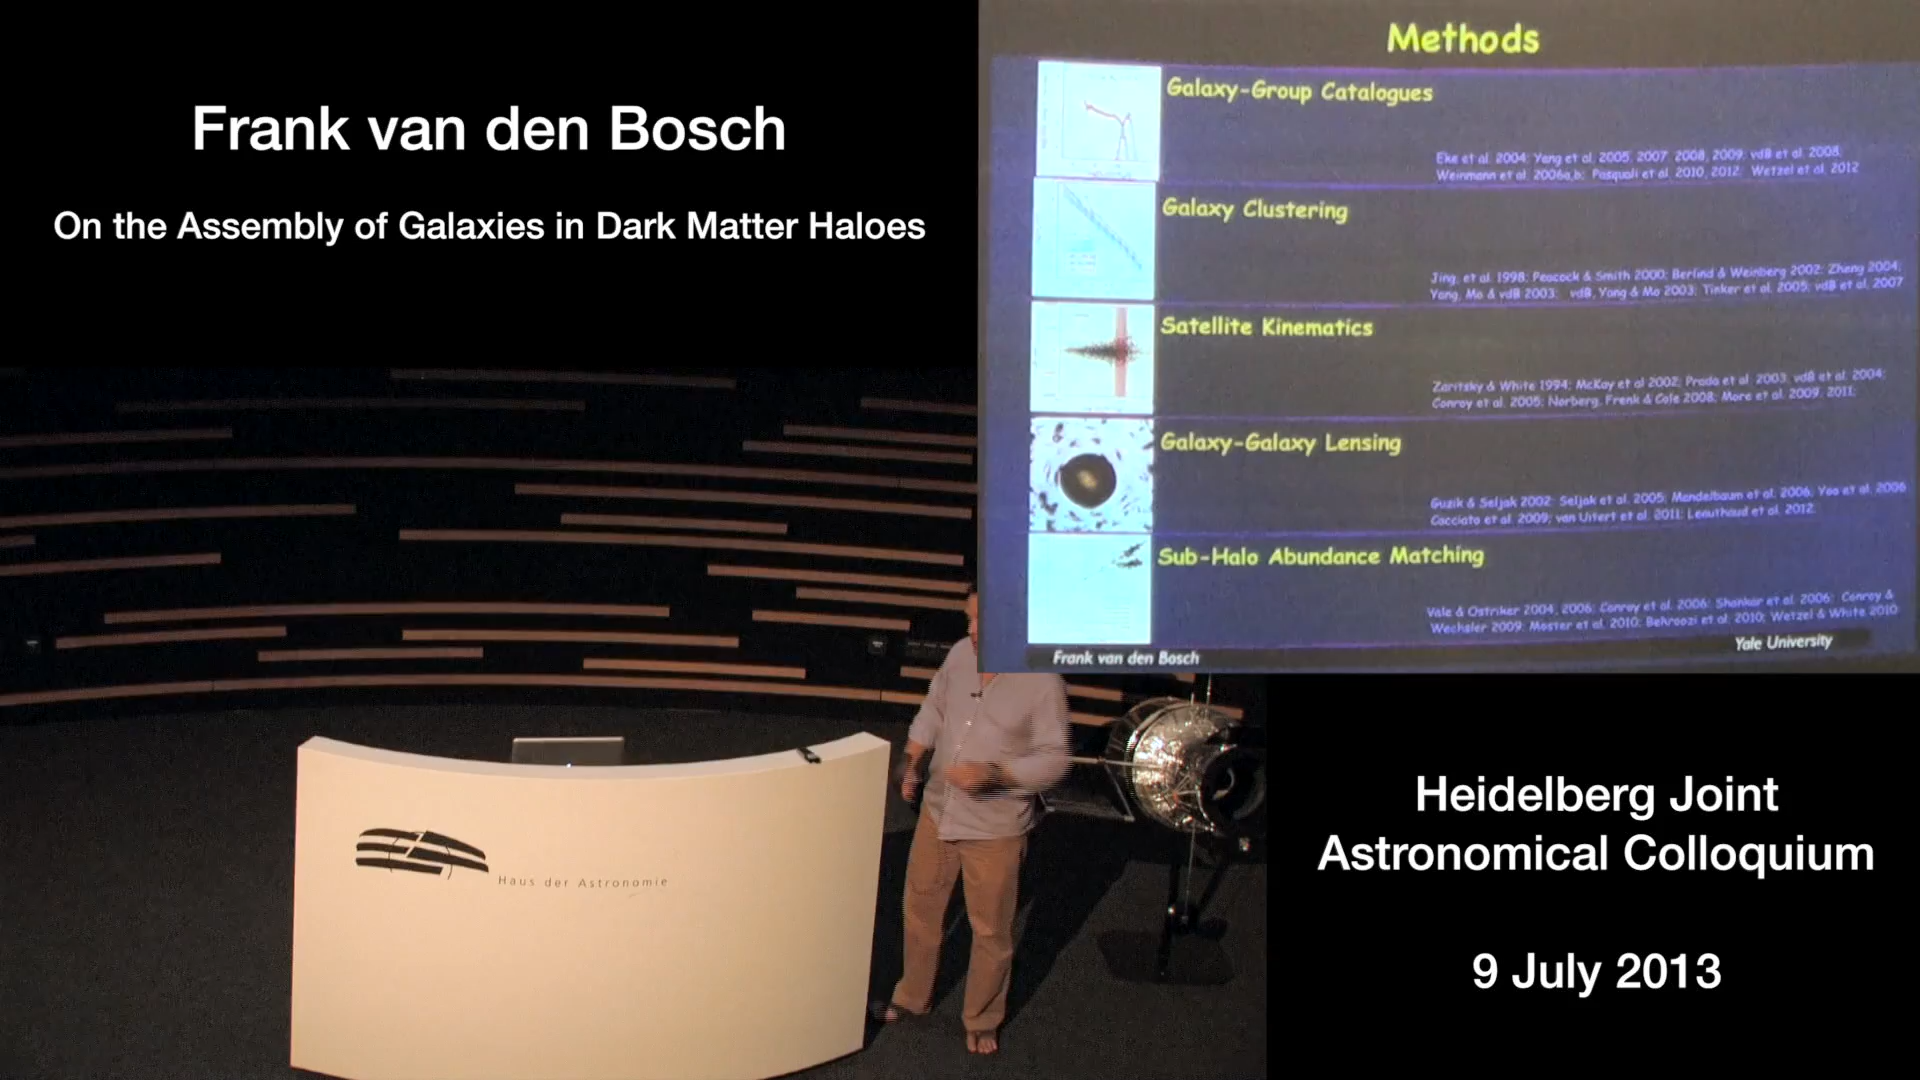 Frank van den Bosch
On the Assembly of Galaxies in Dark Matter Haloes
Methods
Galaxy-Group Catalogues
Eke et al. 2004; Yang et al. 2005, 2007, 2008, 2009; vdB et al. 2008
Weinmann et al. 2006a,b; Pasquali et al. 2010, 2012; Wetzel et al. 2012
Galaxy Clustering
Jing, et al. 1998; Peacock & Smith 2000; Berlind & Weinberg 2002; Zheng 2004;
Yang, Mo & vdB 2003; vdB, Yang & Mo 2003; Tinker et al. 2005; vdB et al. 2007
Satellite Kinematics
Zaritsky & White 1994; McKay et al 2002; Prada et al. 2003; vdB et al. 2004;
Conroy et al. 2005; Norberg, Frenk & Cole 2008; More et al. 2009, 2011;
Galaxy-Galaxy Lensing
Guzik & Seljak 2002; Seljak et al. 2005; Mandelbaum et al. 2006; Yoo et al. 2006
Cacciato et al. 2009; van Uitert et al. 2011; Leauthaud et al. 2012
Sub-Halo Abundance Matching
Vale & Ostriker 2004, 2006; Conroy et al. 2006; Shankar et al. 2006; Conroy &
Wechsler 2009; Moster et al. 2010; Behroozi et al. 2010; Wetzel & White 2010
Frank van den Bosch
Yale University
Haus der Astronomie
Heidelberg Joint
Astronomical Colloquium
9 July 2013